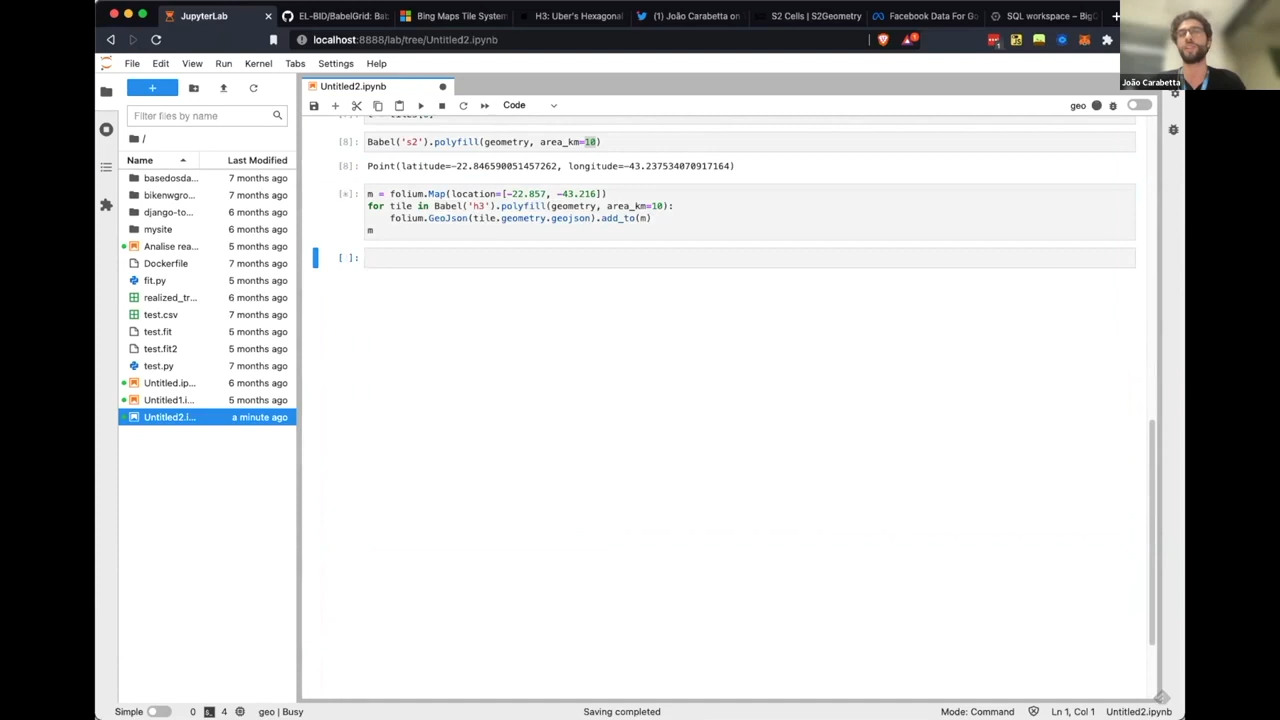 JupyterLab
EL-BID/BabelGrid: Bab
Bing Maps Tile System
H3: Uber's Hexagonal
(1) João Carabetta on
S2 Cells | S2Geometry
Facebook Data For Go
SQL workspace – BigQ
localhost:8888/lab/tree/Untitled2.ipynb
João Carabetta
File Edit View Run Kernel Tabs Settings Help
Untitled2.ipynb
Filter files by name
Code
geo
/
Name Last Modified
basedosda... 7 months ago
bikenwgro... 7 months ago
django-to... 7 months ago
mysite 7 months ago
Analise rea... 5 months ago
Dockerfile 7 months ago
fit.py 5 months ago
realized_tr... 6 months ago
test.csv 7 months ago
test.fit 5 months ago
test.fit2 5 months ago
test.py 7 months ago
Untitled.ip... 6 months ago
Untitled1.i... 5 months ago
Untitled2.i... a minute ago
[8]: Babel('s2').polyfill(geometry, area_km=10)
[8]: Point(latitude=-22.846590051457262, longitude=-43.237534070917164)
[*]: m = folium.Map(location=[-22.857, -43.216])
for tile in Babel('h3').polyfill(geometry, area_km=10):
folium.GeoJson(tile.geometry.geojson).add_to(m)
m
[ ]:
Simple 0 4 geo | Busy Saving completed Mode: Command Ln 1, Col 1 Untitled2.ipynb